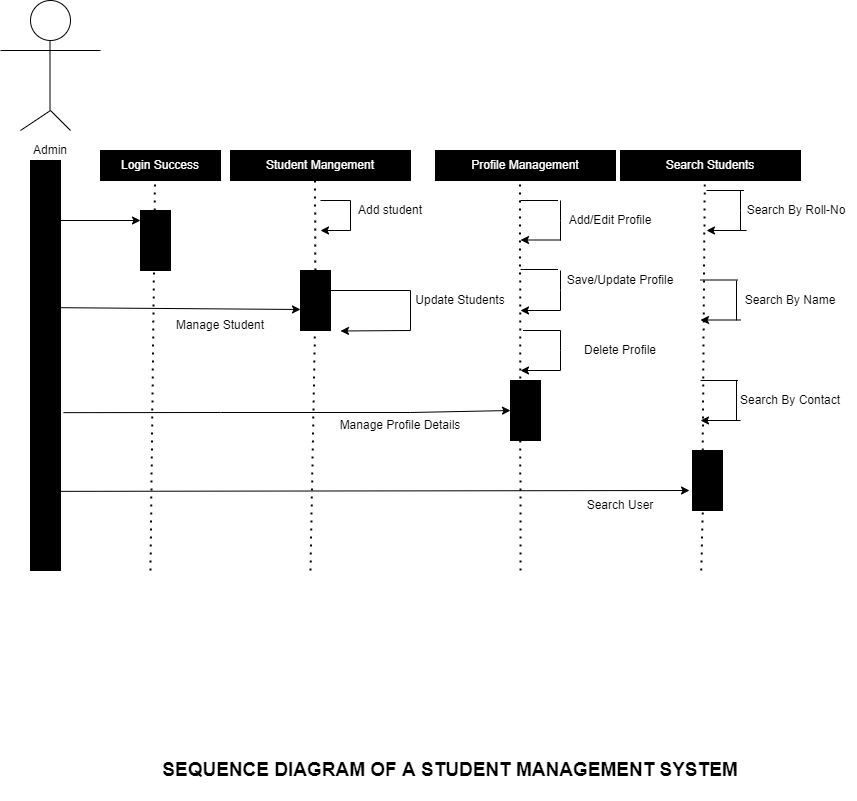 Admin
Login Success
Student Mangement
Profile Management
Search Students
Add student
Add/Edit Profile
Search By Roll-No
Save/Update Profile
Update Students
Search By Name
Manage Student
Delete Profile
Search By Contact
Manage Profile Details
Search User
SEQUENCE DIAGRAM OF A STUDENT MANAGEMENT SYSTEM